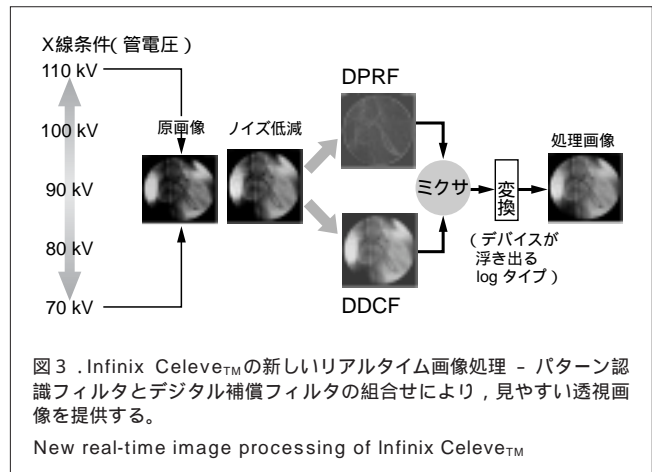 X線条件(管電圧)
110 kV
100 kV
90 kV
80 kV
70 kV
原画像
ノイズ低減
DPRF
DDCF
ミクサ
変換
(デバイスが
浮き出る
log タイプ)
処理画像
図3 .Infinix Celeve™の新しいリアルタイム画像処理 - パターン認
識フィルタとデジタル補償フィルタの組合せにより,見やすい透視画
像を提供する。
New real-time image processing of Infinix Celeve™